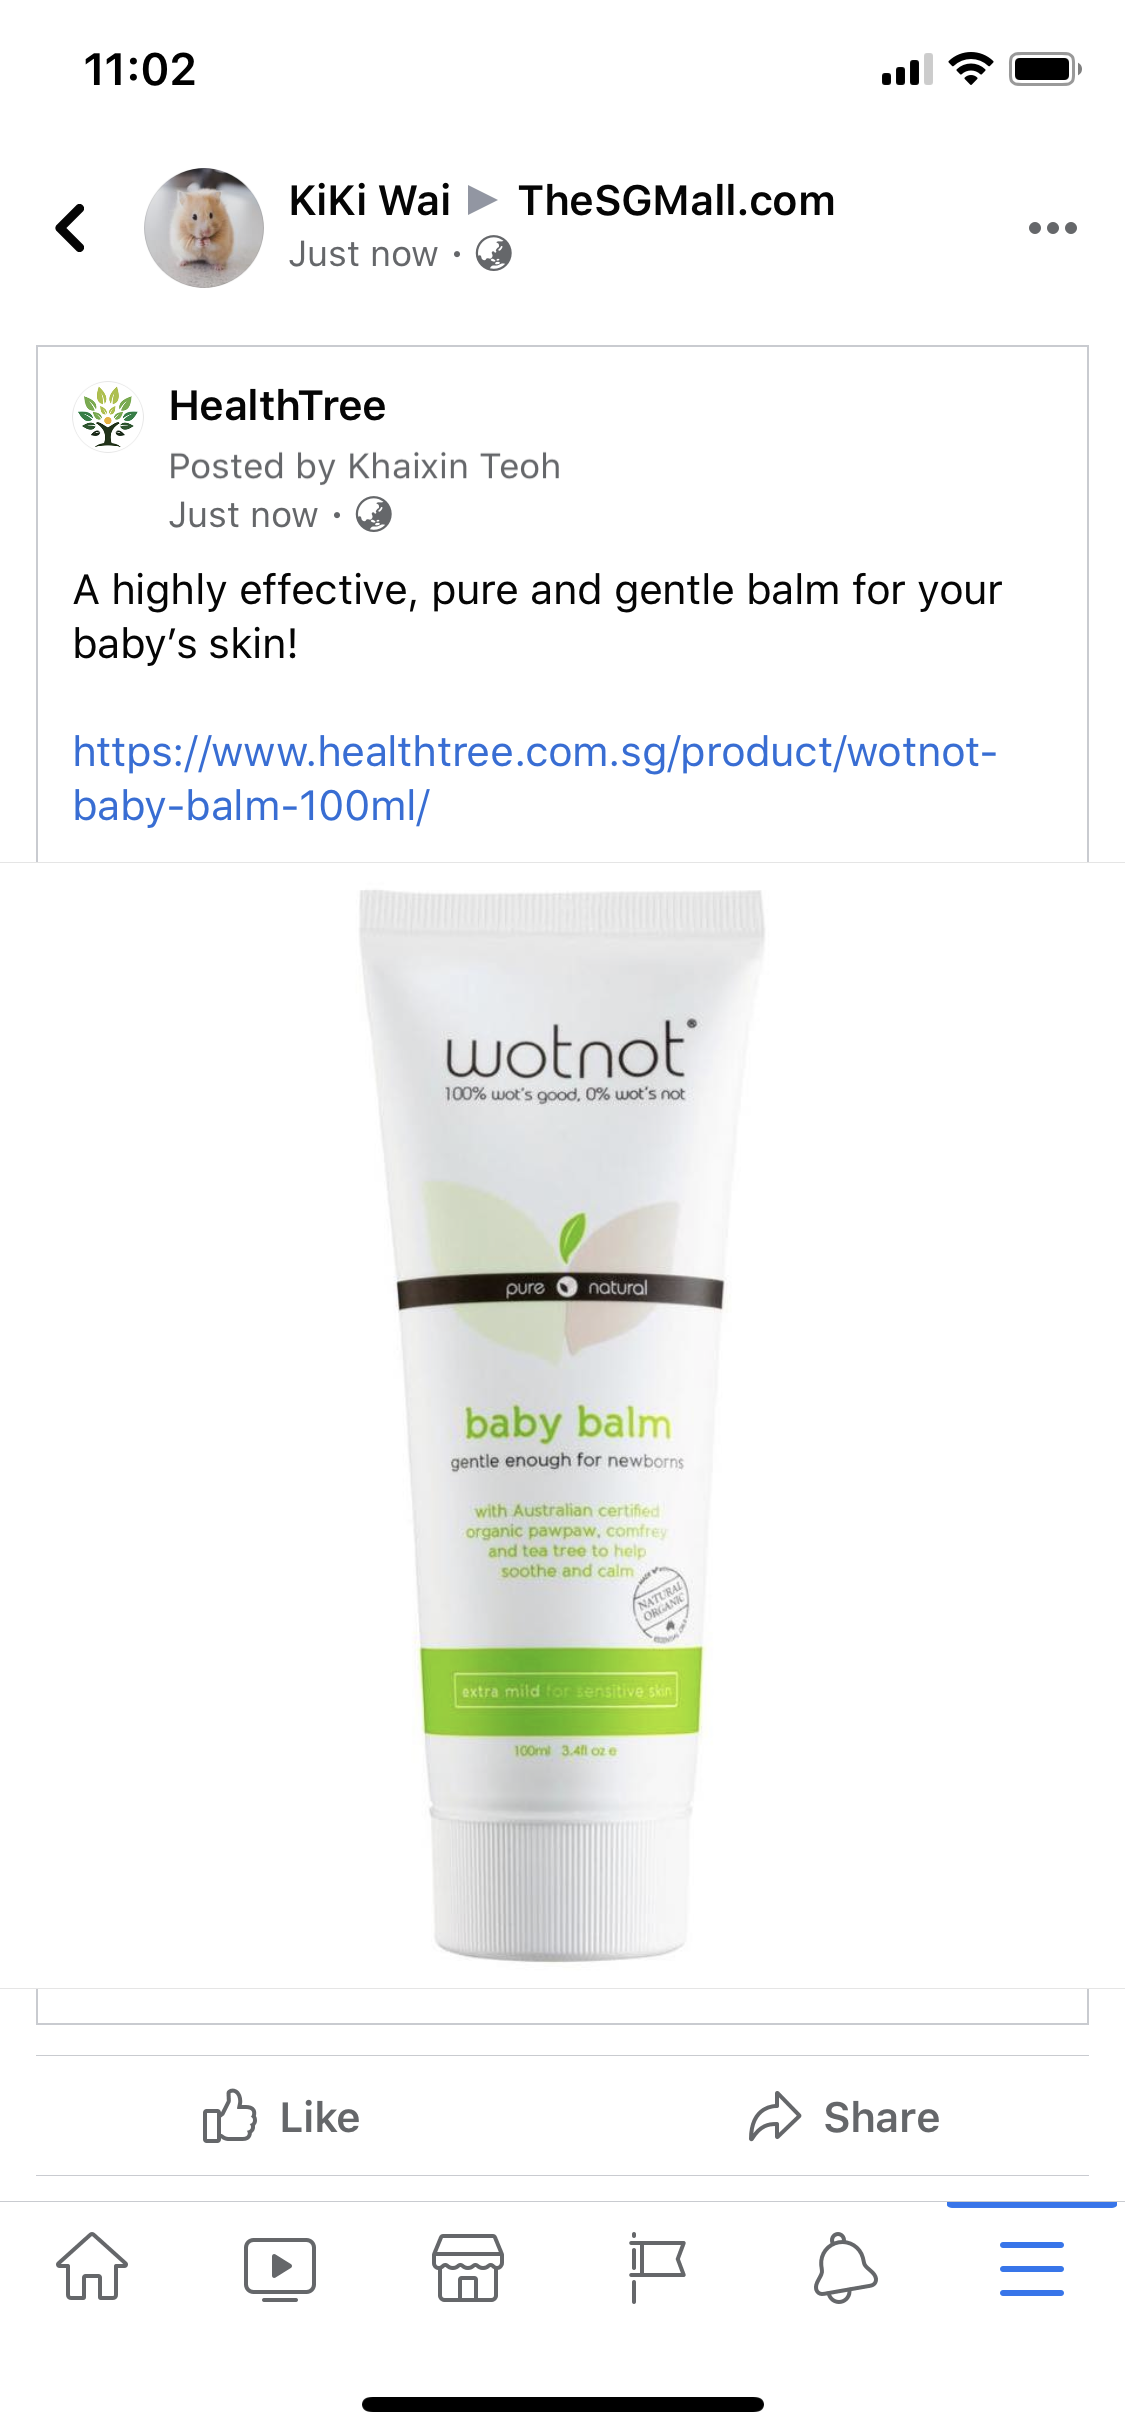 11:02
KiKi Wai ▶ TheSGMall.com
Just now ·
HealthTree
Posted by Khaixin Teoh
Just now ·
A highly effective, pure and gentle balm for your
baby's skin!
https://www.healthtree.com.sg/product/wotnot-
baby-balm-100ml/
wotnot®
100% wot's good, 0% wot's not
pure natural
baby balm
gentle enough for newborns
with Australian certified
organic pawpaw, comfrey
and tea tree to help
soothe and calm
NATURAL
ORGANIC
extra mild for sensitive skin
100ml 3.4fl oz e
Like
Share